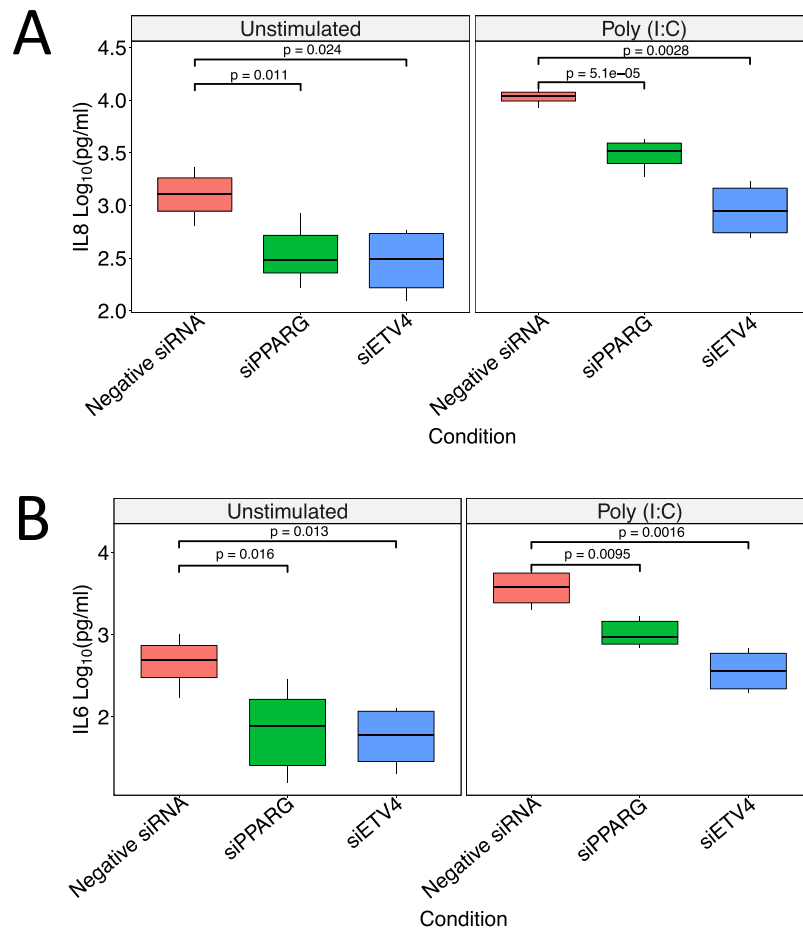 A
Unstimulated
Poly (I:C)
IL8 Log10(pg/ml)
4.5
4.0
3.5
3.0
2.5
2.0
p = 0.024
p = 0.011
p = 0.0028
p = 5.1e−05
Negative siRNA
siPPARG
siETV4
Negative siRNA
siPPARG
siETV4
Condition
B
Unstimulated
Poly (I:C)
IL6 Log10(pg/ml)
4
3
2
p = 0.013
p = 0.016
p = 0.0016
p = 0.0095
Negative siRNA
siPPARG
siETV4
Negative siRNA
siPPARG
siETV4
Condition